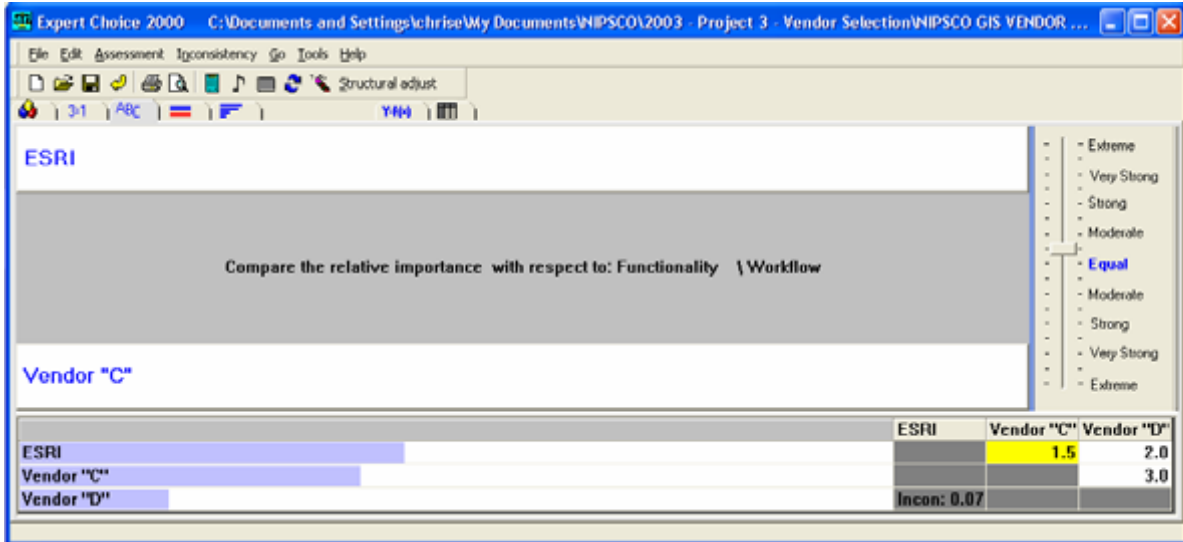 Expert Choice 2000 C:\Documents and Settings\chrise\My Documents\NIPSCO\2003 - Project 3 - Vendor Selection\NIPSCO GIS VENDOR ...
File Edit Assessment Inconsistency Go Tools Help
Structural adjust
3:1 ABC Y=f(x)
ESRI
Compare the relative importance with respect to: Functionality \ Workflow
Vendor "C"
Extreme
Very Strong
Strong
Moderate
Equal
Moderate
Strong
Very Strong
Extreme
ESRI Vendor "C" Vendor "D"
ESRI 1.5 2.0
Vendor "C" 3.0
Vendor "D" Incon: 0.07